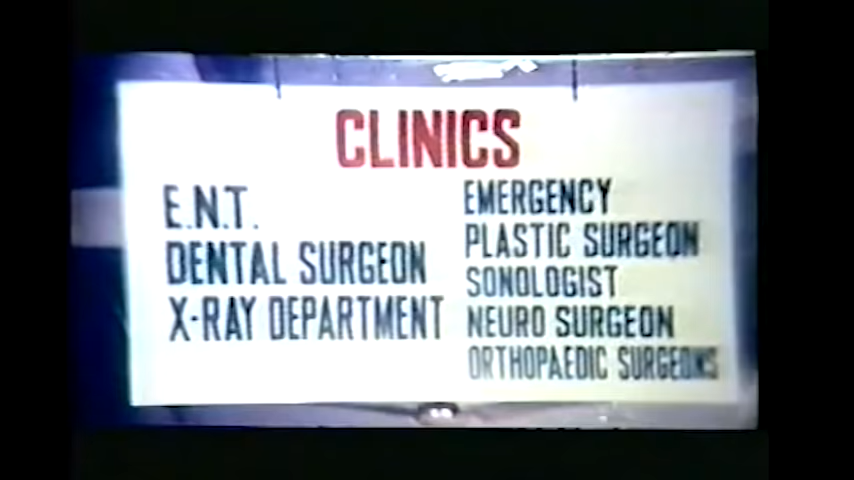 CLINICS
E.N.T.
DENTAL SURGEON
X-RAY DEPARTMENT
EMERGENCY
PLASTIC SURGEON
SONOLOGIST
NEURO SURGEON
ORTHOPAEDIC SURGEONS